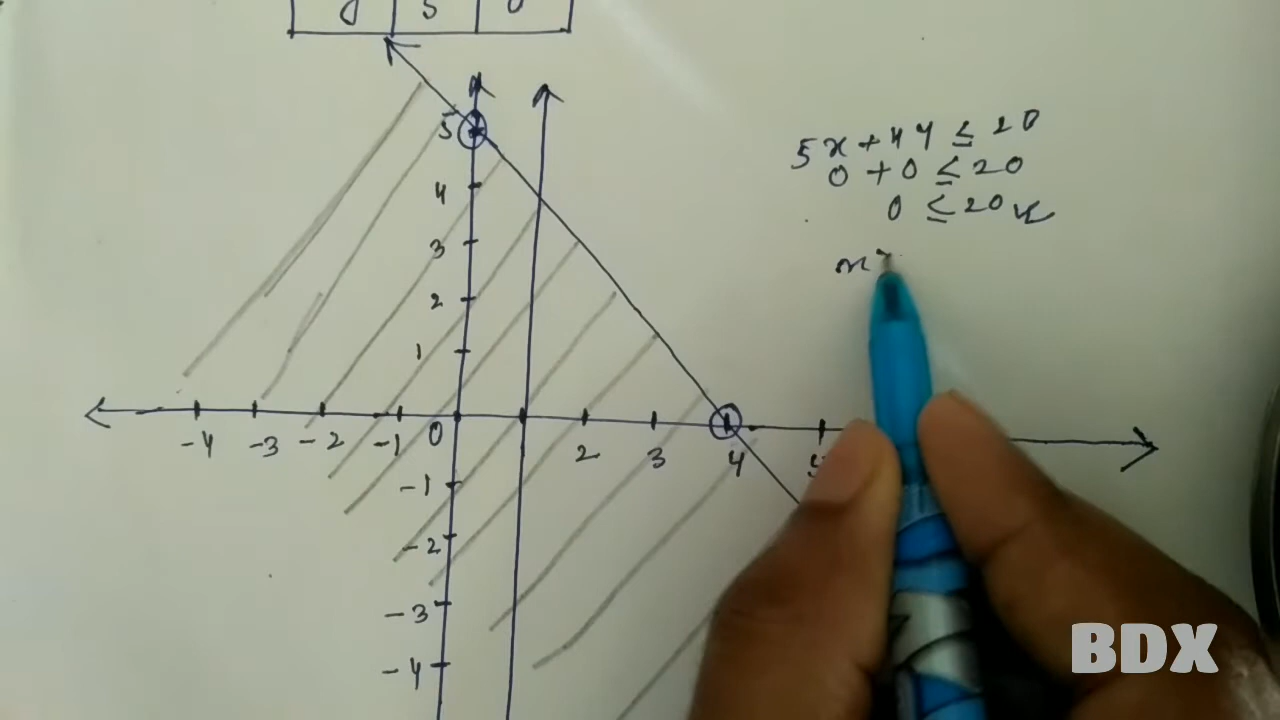 5
5x + 4y ≤ 20
0 + 0 ≤ 20
0 ≤ 20
x
5
4
3
2
1
-4 -3 -2 -1 0 2 3 4
-1
-2
-3
-4
BDX